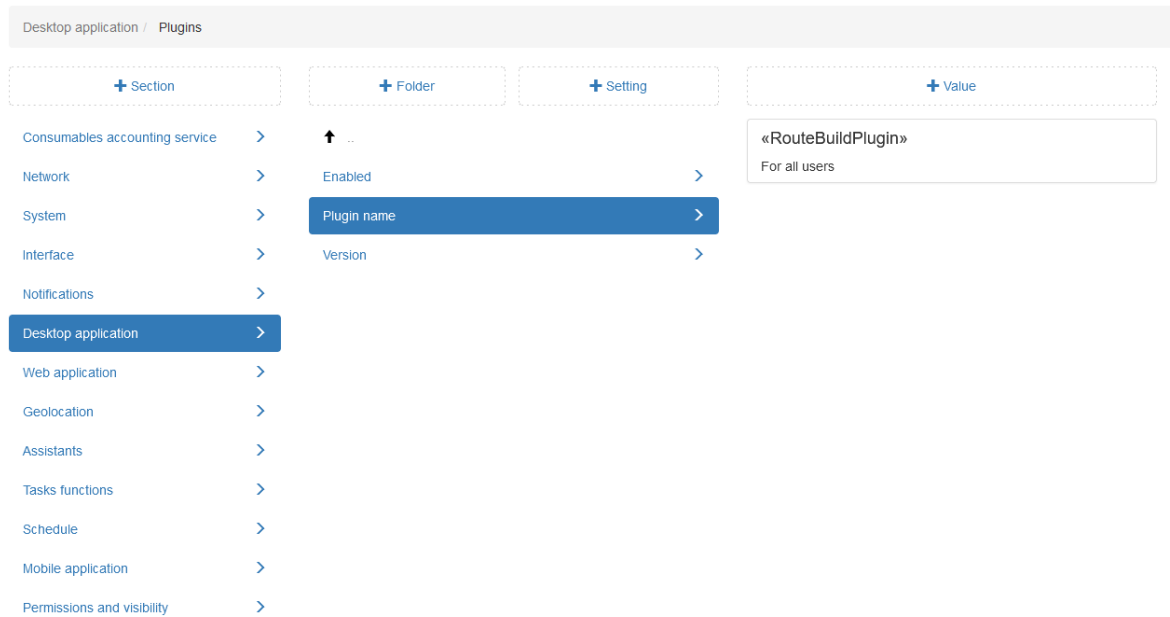 Desktop application / Plugins
+ Section
+ Folder
+ Setting
+ Value
Consumables accounting service
Network
System
Interface
Notifications
Desktop application
Web application
Geolocation
Assistants
Tasks functions
Schedule
Mobile application
Permissions and visibility
..
Enabled
Plugin name
Version
«RouteBuildPlugin»
For all users